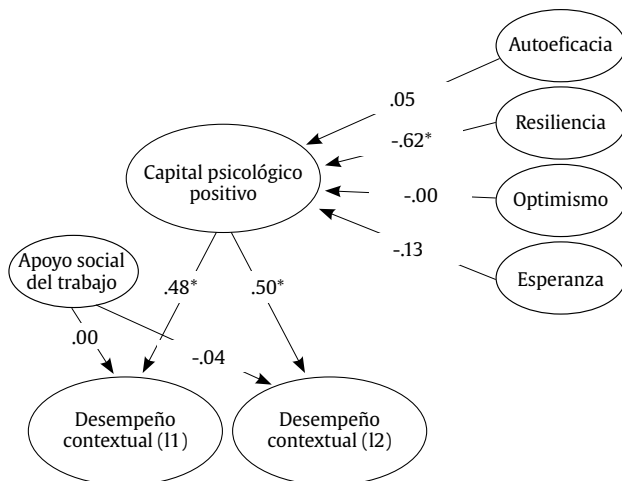 Autoeficacia
.05
Resiliencia
-.62*
Capital psicológico
positivo
-.00
Optimismo
-.13
Esperanza
Apoyo social
del trabajo
.48*
.50*
.00
-.04
Desempeño
contextual (l1)
Desempeño
contextual (l2)